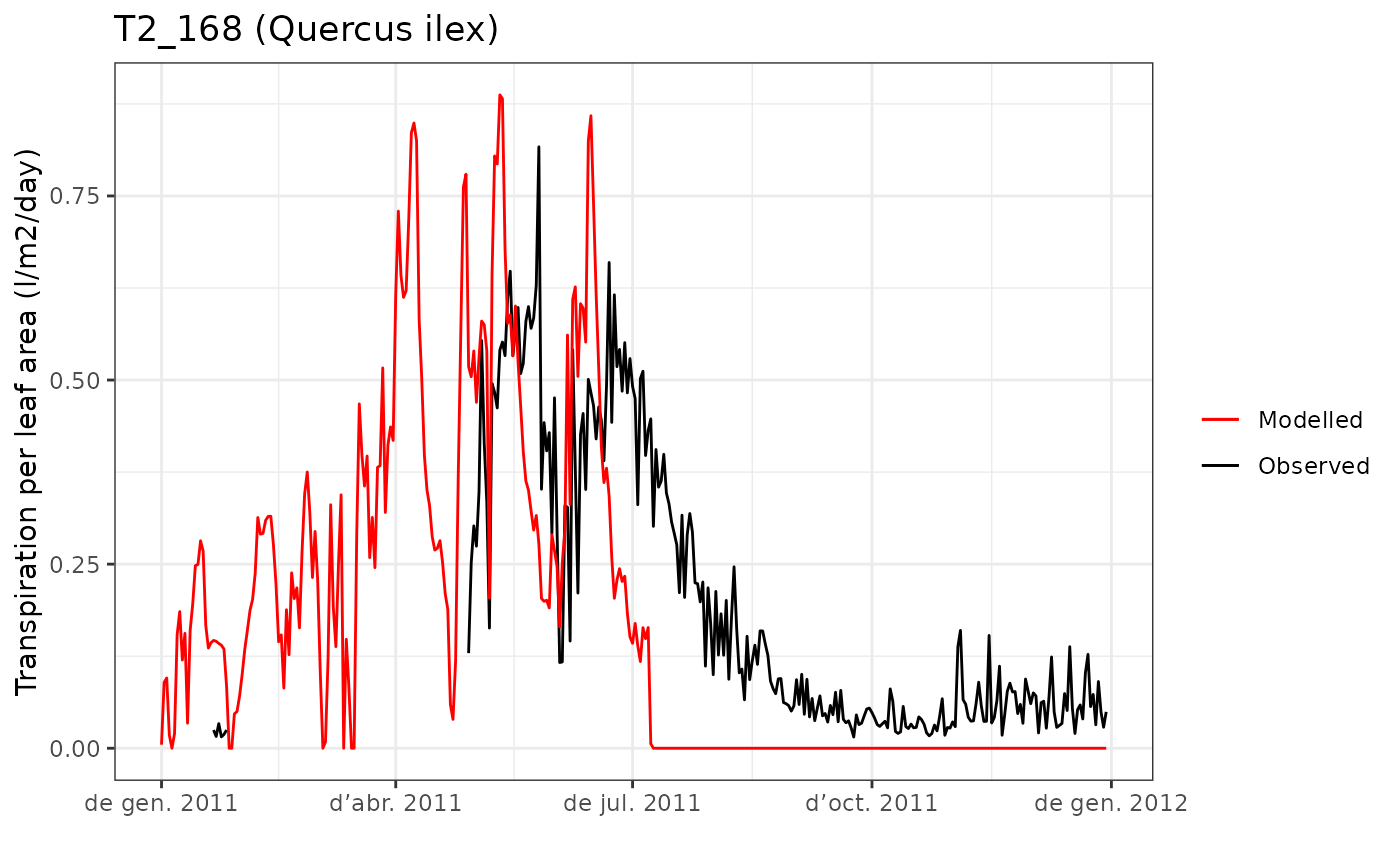 T2_168 (Quercus ilex)
Transpiration per leaf area (l/m2/day)
0.75
0.50
0.25
0.00
de gen. 2011
d’abr. 2011
de jul. 2011
d’oct. 2011
de gen. 2012
Modelled
Observed